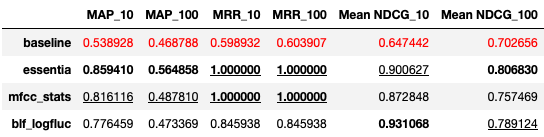 MAP_10 MAP_100 MRR_10 MRR_100 Mean NDCG_10 Mean NDCG_100
baseline 0.538928 0.468788 0.598932 0.603907 0.647442 0.702656
essentia 0.859410 0.564858 1.000000 1.000000 0.900627 0.806830
mfcc_stats 0.816116 0.487810 1.000000 1.000000 0.872848 0.757469
blf_logfluc 0.776459 0.473369 0.845938 0.845938 0.931068 0.789124